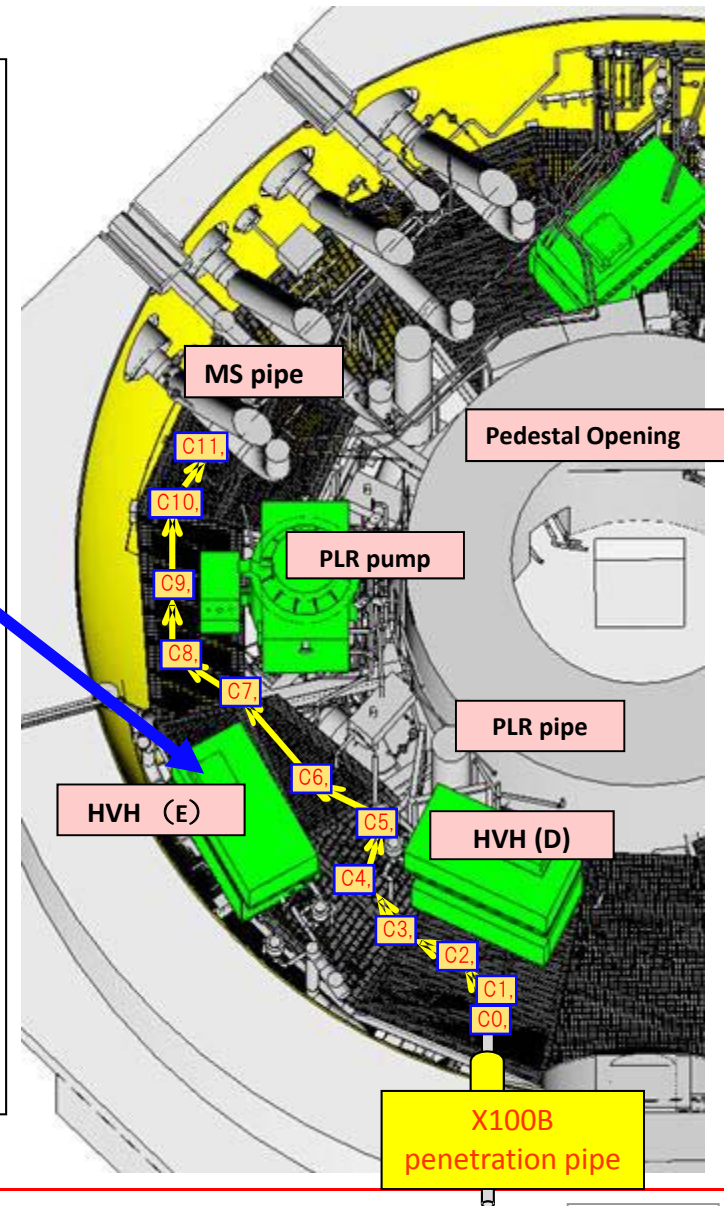 MS pipe
C11,
Pedestal Opening
C10,
PLR pump
C9,
C8,
C7,
PLR pipe
C6,
HVH （E）
C5,
HVH (D)
C4,
C3,
C2,
C1,
C0,
X100B
penetration pipe